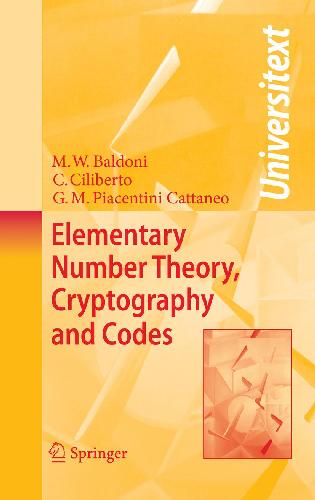 Universitext
M. W. Baldoni
C. Ciliberto
G. M. Piacentini Cattaneo
Elementary
Number Theory,
Cryptography
and Codes
Springer